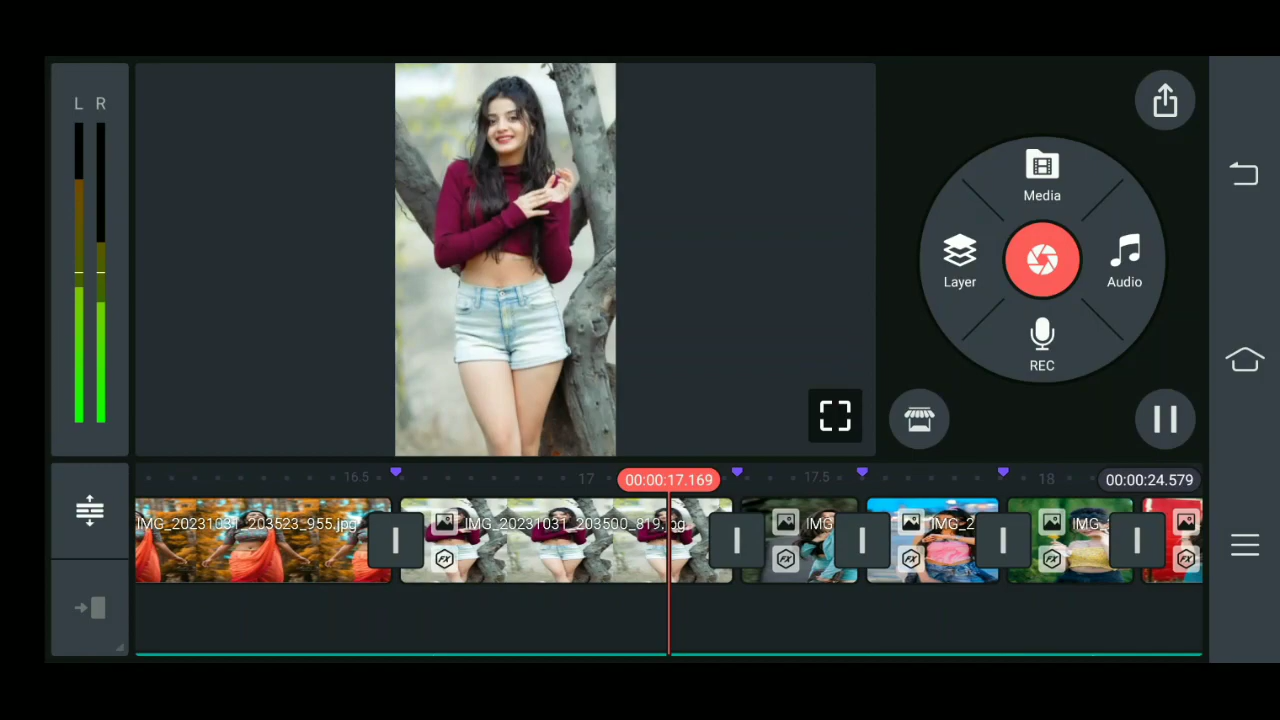 L R
Media
Layer
Audio
REC
16.5
17
00:00:17.169
17.5
18
00:00:24.579
IMG_20231031_203523_955.jpg
IMG_20231031_203500_819.jpg
IMG
IMG_2
IMG_